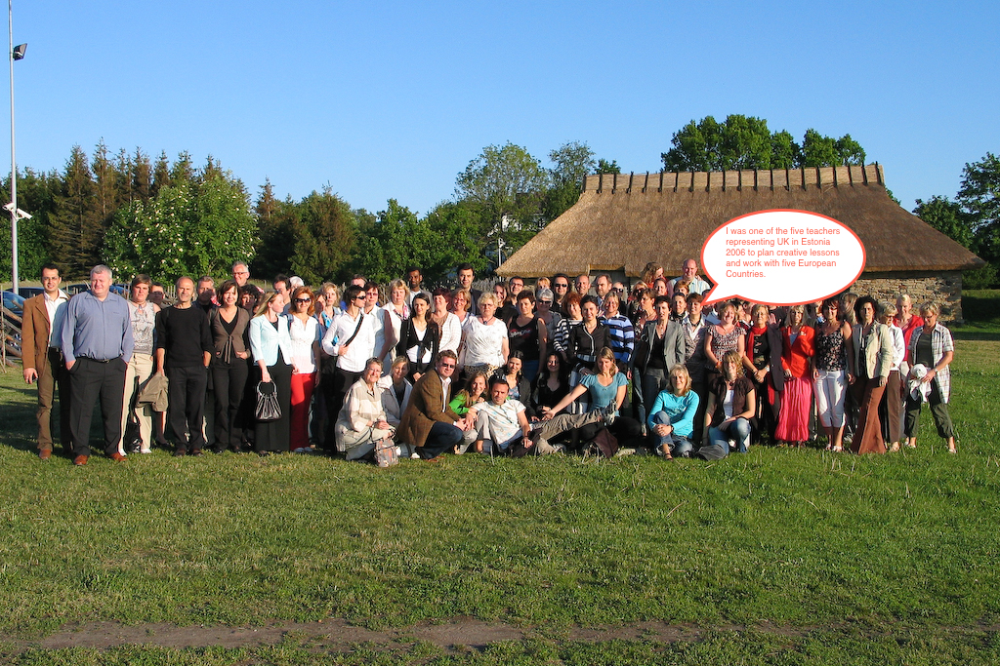 I was one of the five teachers
representing UK in Estonia
2006 to plan creative lessons
and work with five European
Countries.